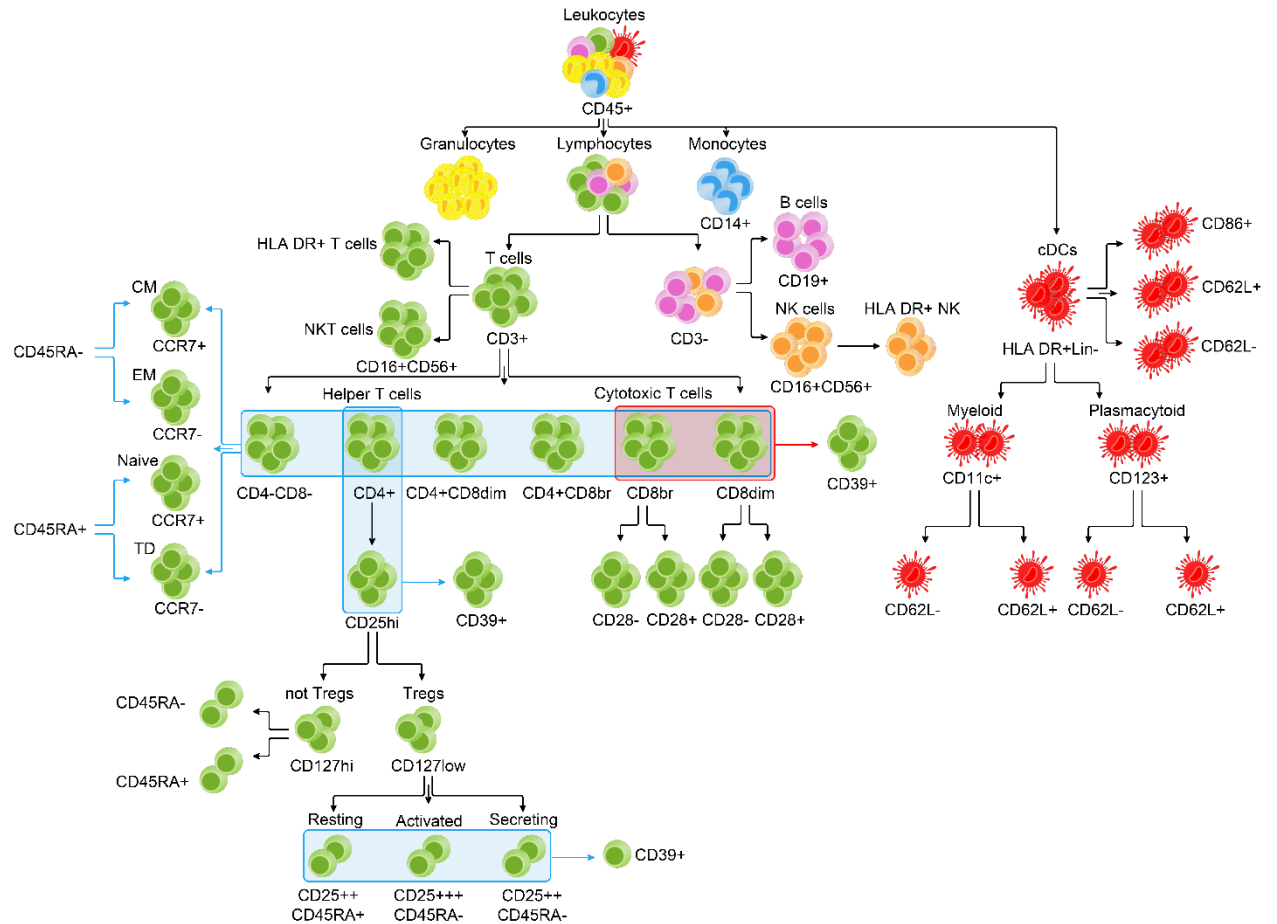 Leukocytes
CD45+
Granulocytes
Lymphocytes
Monocytes
CD14+
B cells
CD19+
HLA DR+ T cells
T cells
CD3+
NKT cells
CD16+CD56+
CD3-
NK cells
CD16+CD56+
HLA DR+ NK
cDCs
HLA DR+Lin-
CD86+
CD62L+
CD62L-
CM
CCR7+
CD45RA-
EM
CCR7-
Naive
CCR7+
CD45RA+
TD
CCR7-
Helper T cells
Cytotoxic T cells
CD4-CD8-
CD4+
CD4+CD8dim
CD4+CD8br
CD8br
CD8dim
CD39+
Myeloid
CD11c+
Plasmacytoid
CD123+
CD62L-
CD62L+
CD62L-
CD62L+
CD25hi
CD39+
CD28-
CD28+
CD28-
CD28+
not Tregs
CD127hi
Tregs
CD127low
CD45RA-
CD45RA+
Resting
Activated
Secreting
CD39+
CD25++
CD45RA+
CD25+++
CD45RA-
CD25++
CD45RA-